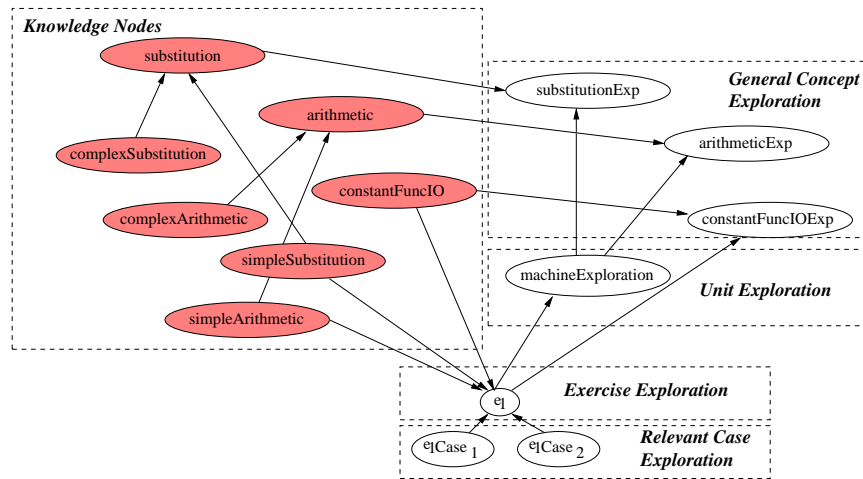 Knowledge Nodes
substitution
substitutionExp
General Concept
Exploration
arithmetic
arithmeticExp
complexSubstitution
constantFuncIO
complexArithmetic
constantFuncIOExp
simpleSubstitution
machineExploration
Unit Exploration
simpleArithmetic
Exercise Exploration
e1
Relevant Case
Exploration
e1Case 1
e1Case 2